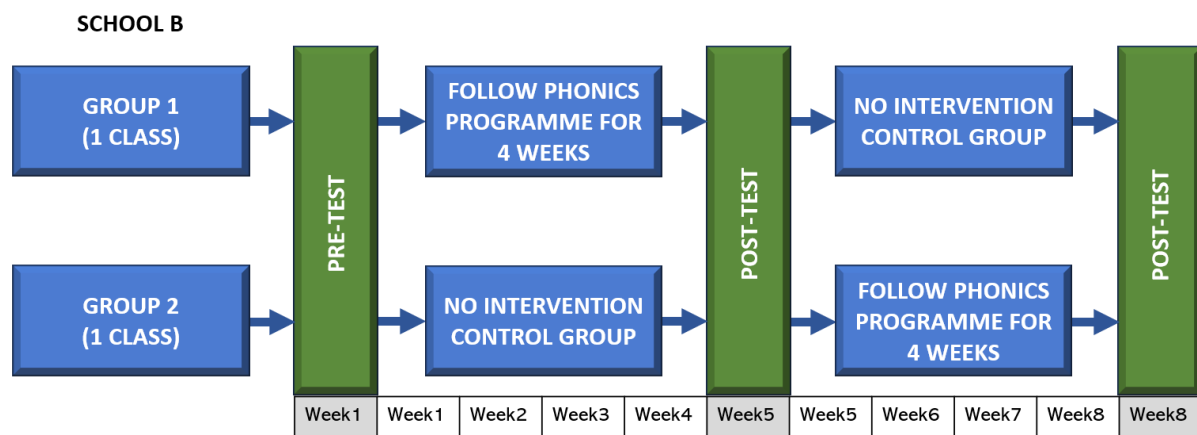 SCHOOL B
GROUP 1
(1 CLASS)
PRE-TEST
FOLLOW PHONICS
PROGRAMME FOR
4 WEEKS
POST-TEST
NO INTERVENTION
CONTROL GROUP
POST-TEST
GROUP 2
(1 CLASS)
NO INTERVENTION
CONTROL GROUP
FOLLOW PHONICS
PROGRAMME FOR
4 WEEKS
Week1 Week1 Week2 Week3 Week4 Week5 Week5 Week6 Week7 Week8 Week8